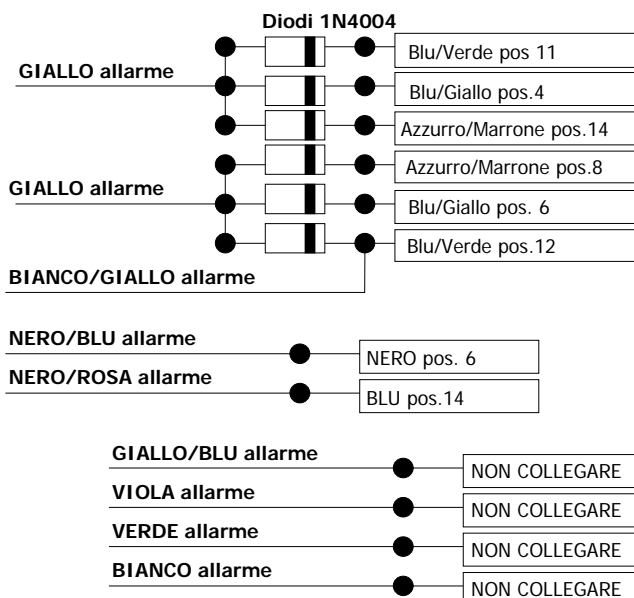 Diodi 1N4004
GIALLO allarme
Blu/Verde pos 11
Blu/Giallo pos.4
Azzurro/Marrone pos.14
GIALLO allarme
Azzurro/Marrone pos.8
Blu/Giallo pos. 6
Blu/Verde pos.12
BIANCO/GIALLO allarme
NERO/BLU allarme
NERO pos. 6
NERO/ROSA allarme
BLU pos.14
GIALLO/BLU allarme
NON COLLEGARE
VIOLA allarme
NON COLLEGARE
VERDE allarme
NON COLLEGARE
BIANCO allarme
NON COLLEGARE